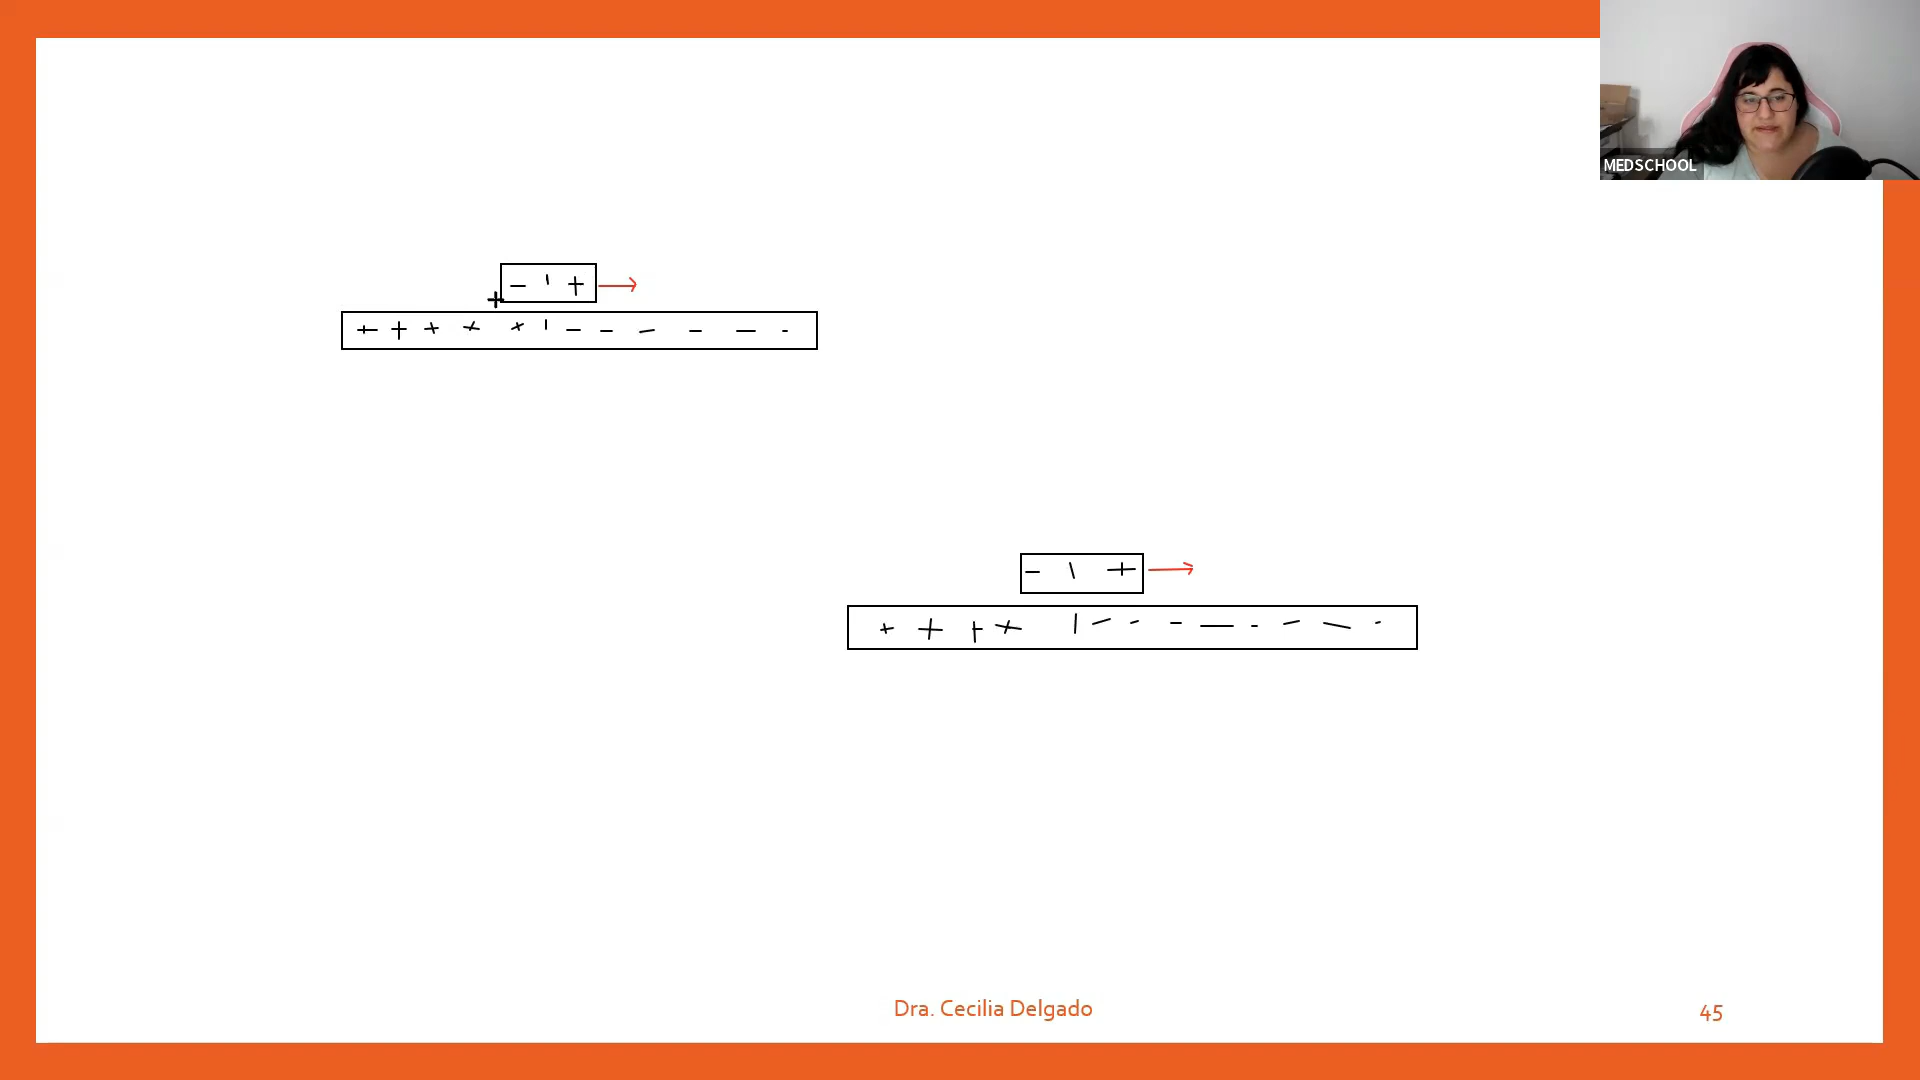 MEDSCHOOL
- ' +
+ + + + + ' - - - - - -
- \ +
+ + + + | - - - - - - - -
Dra. Cecilia Delgado
45